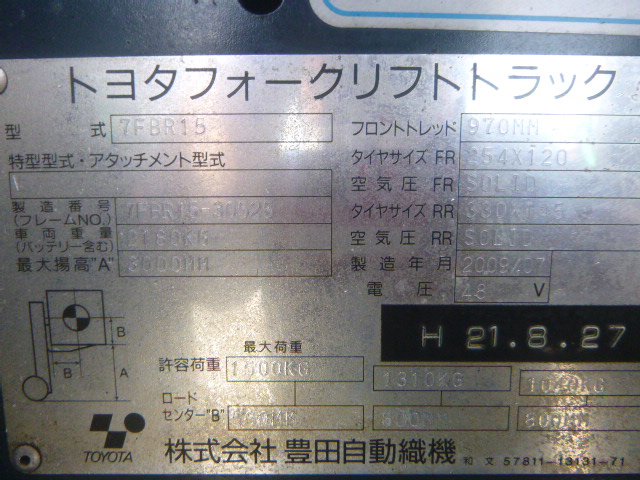 トヨタフォークリフトトラック
型 式 7FBR15 フロントトレッド 970MM
特型型式・アタッチメント型式 タイヤサイズ FR 254X120
空気圧 FR SOLID
製造番号 (フレームNO.) タイヤサイズ RR
車両重量 (バッテリー含む) 2180KG 空気圧 RR SOLID
最大揚高"A" 3000MM 製造年月 2009/07
電圧 48 V
H 21.8.27
B
B A
最大荷重
許容荷重 1500KG 1310KG
ロード
センター"B" 600MM 800MM
TOYOTA 株式会社 豊田自動織機 和文 57811-13131-71